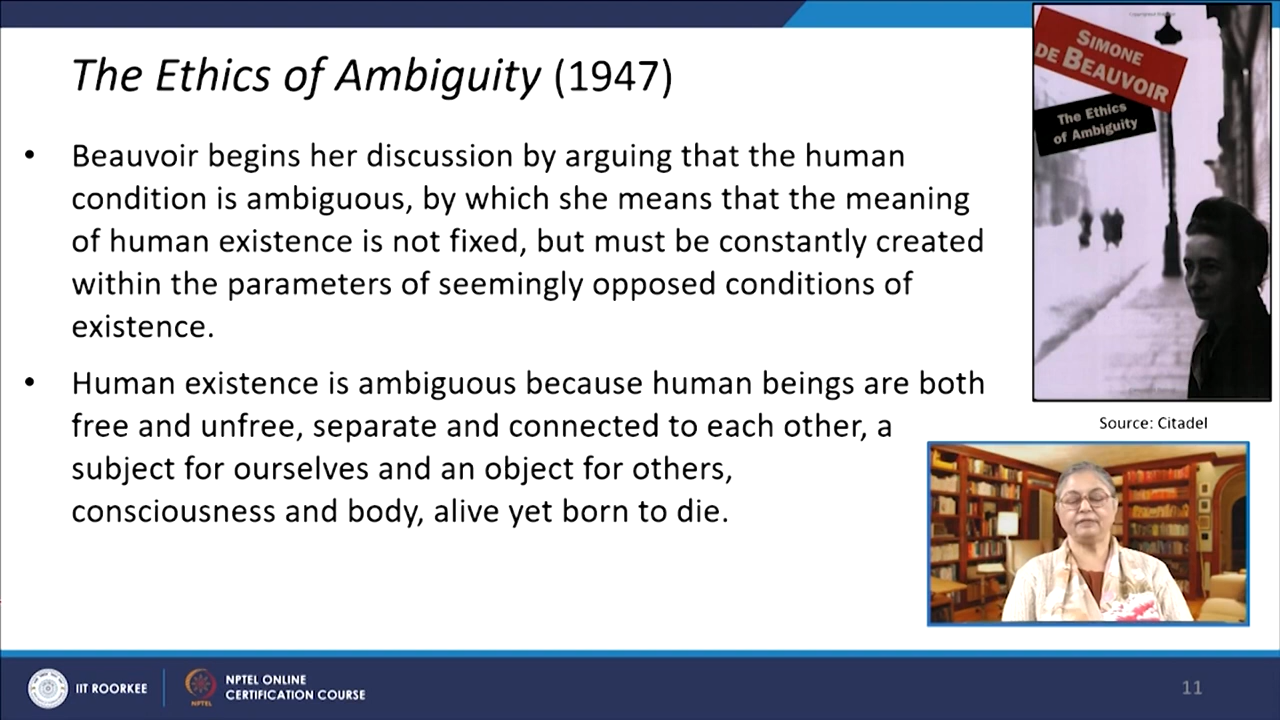 The Ethics of Ambiguity (1947)
• Beauvoir begins her discussion by arguing that the human
condition is ambiguous, by which she means that the meaning
of human existence is not fixed, but must be constantly created
within the parameters of seemingly opposed conditions of
existence.
• Human existence is ambiguous because human beings are both
free and unfree, separate and connected to each other, a
subject for ourselves and an object for others,
consciousness and body, alive yet born to die.
SIMONE
DE BEAUVOIR
The Ethics
of Ambiguity
Source: Citadel
IIT ROORKEE
NPTEL
NPTEL ONLINE
CERTIFICATION COURSE
11